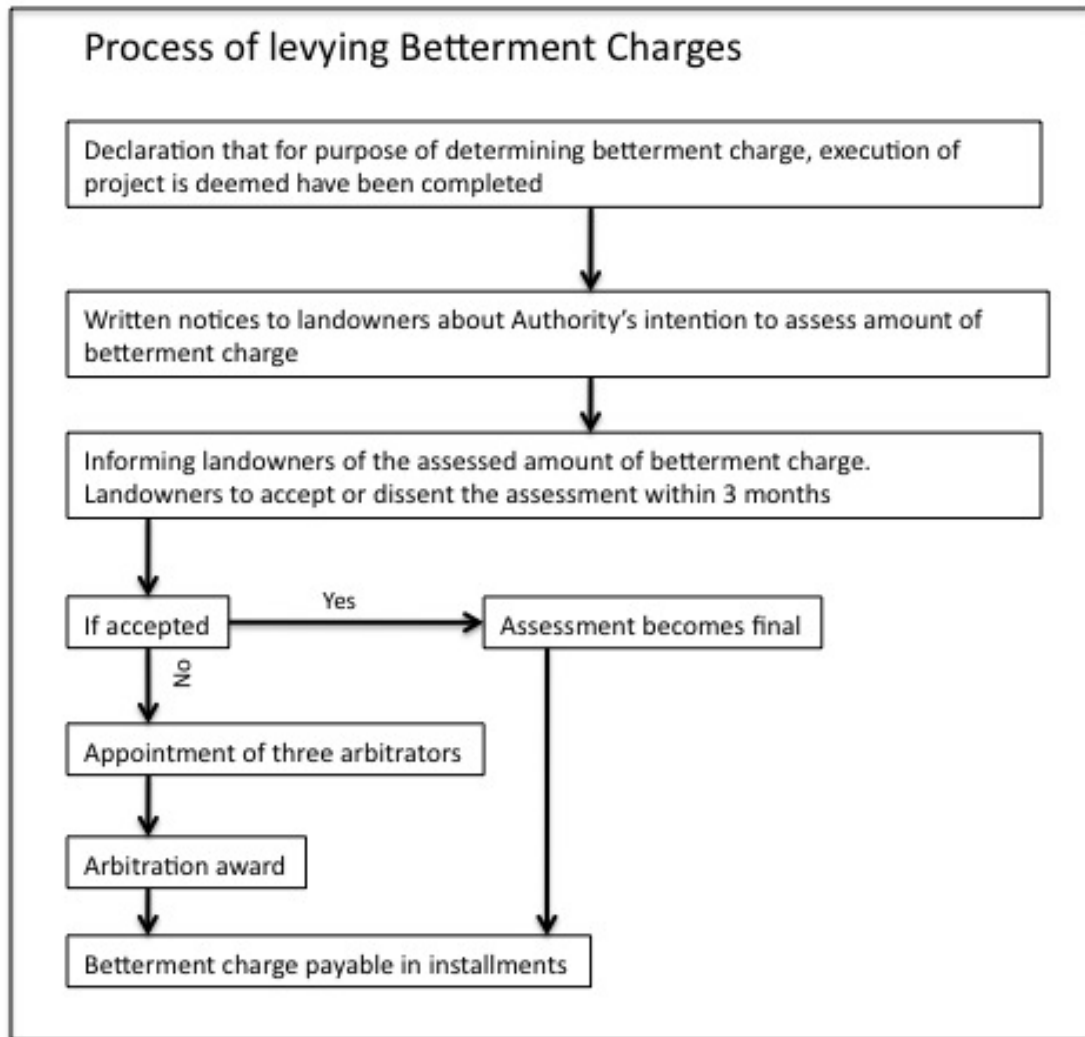 Process of levying Betterment Charges
Declaration that for purpose of determining betterment charge, execution of
project is deemed have been completed
Written notices to landowners about Authority's intention to assess amount of
betterment charge
Informing landowners of the assessed amount of betterment charge.
Landowners to accept or dissent the assessment within 3 months
If accepted
Yes
Assessment becomes final
No
Appointment of three arbitrators
Arbitration award
Betterment charge payable in installments